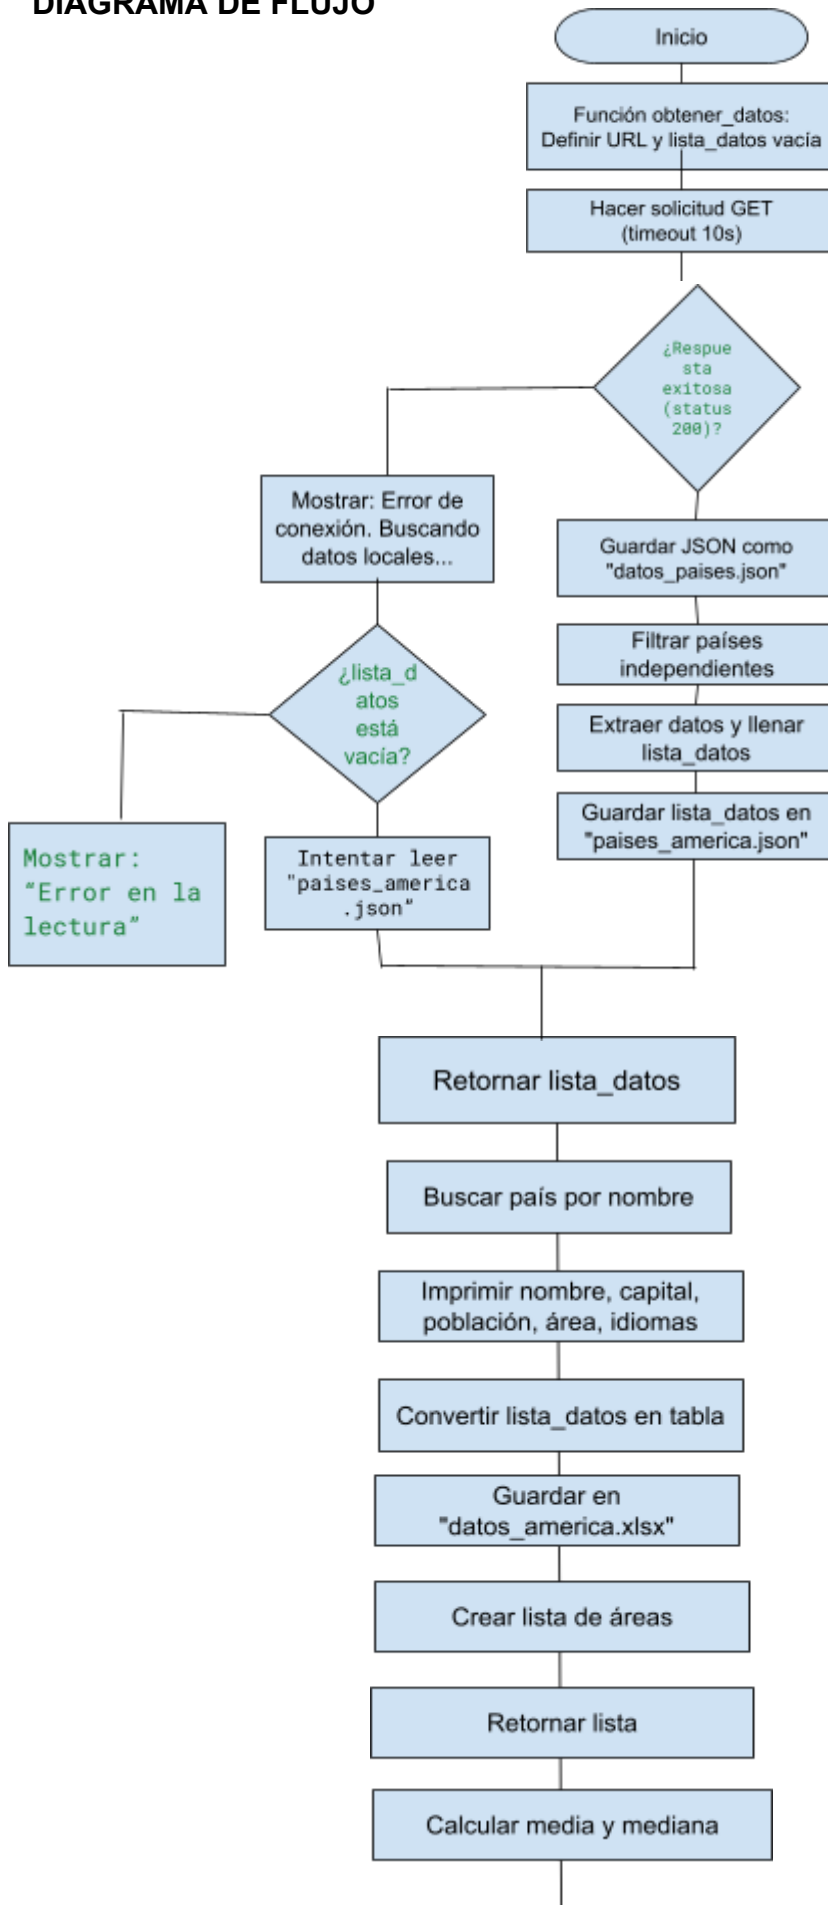 DIAGRAMA DE FLUJO
Inicio
Función obtener_datos:
Definir URL y lista_datos vacía
Hacer solicitud GET
(timeout 10s)
¿Respue
sta
exitosa
(status
200)?
Mostrar: Error de
conexión. Buscando
datos locales...
Guardar JSON como
"datos_paises.json"
Filtrar países
independientes
¿lista_d
atos
está
vacía?
Extraer datos y llenar
lista_datos
Guardar lista_datos en
"paises_america.json"
Mostrar:
“Error en la
lectura”
Intentar leer
"paises_america
.json"
Retornar lista_datos
Buscar país por nombre
Imprimir nombre, capital,
población, área, idiomas
Convertir lista_datos en tabla
Guardar en
"datos_america.xlsx"
Crear lista de áreas
Retornar lista
Calcular media y mediana